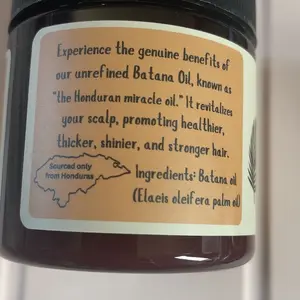 Experience the genuine benefits of
our unrefined Batana Oil, known as
"the Honduran miracle oil." It revitalizes
your scalp, promoting healthier,
thicker, shinier, and stronger hair.
Sourced only
from Honduras
Ingredients: Batana oil
(Elaeis oleifera palm oil)